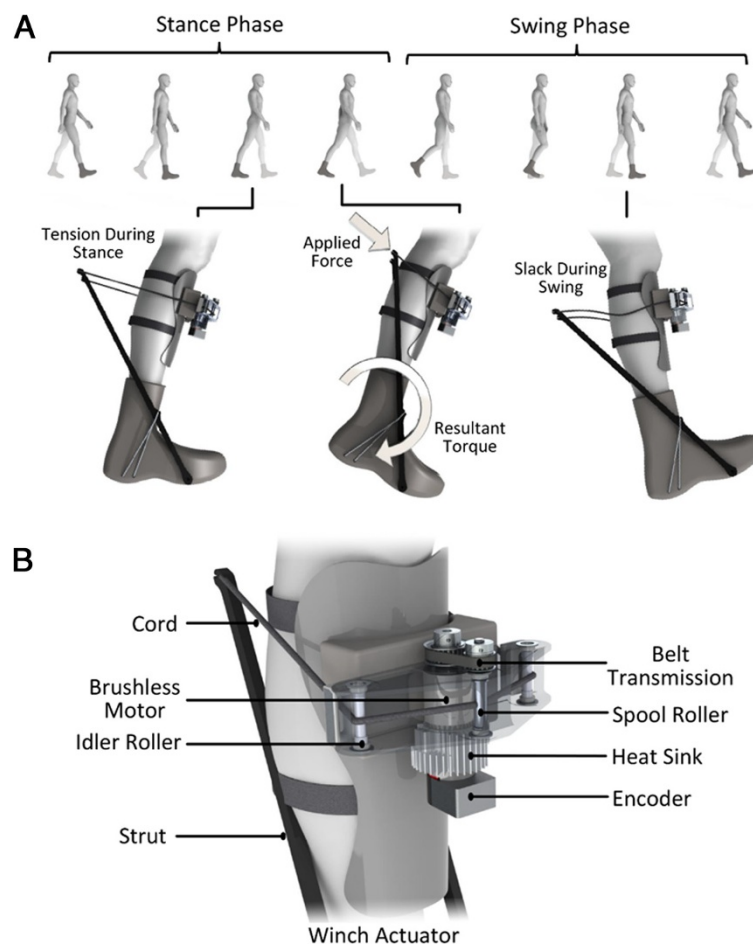 A
Stance Phase
Swing Phase
Tension During
Stance
Applied
Force
Slack During
Swing
Resultant
Torque
B
Cord
Brushless
Motor
Idler Roller
Strut
Belt
Transmission
Spool Roller
Heat Sink
Encoder
Winch Actuator